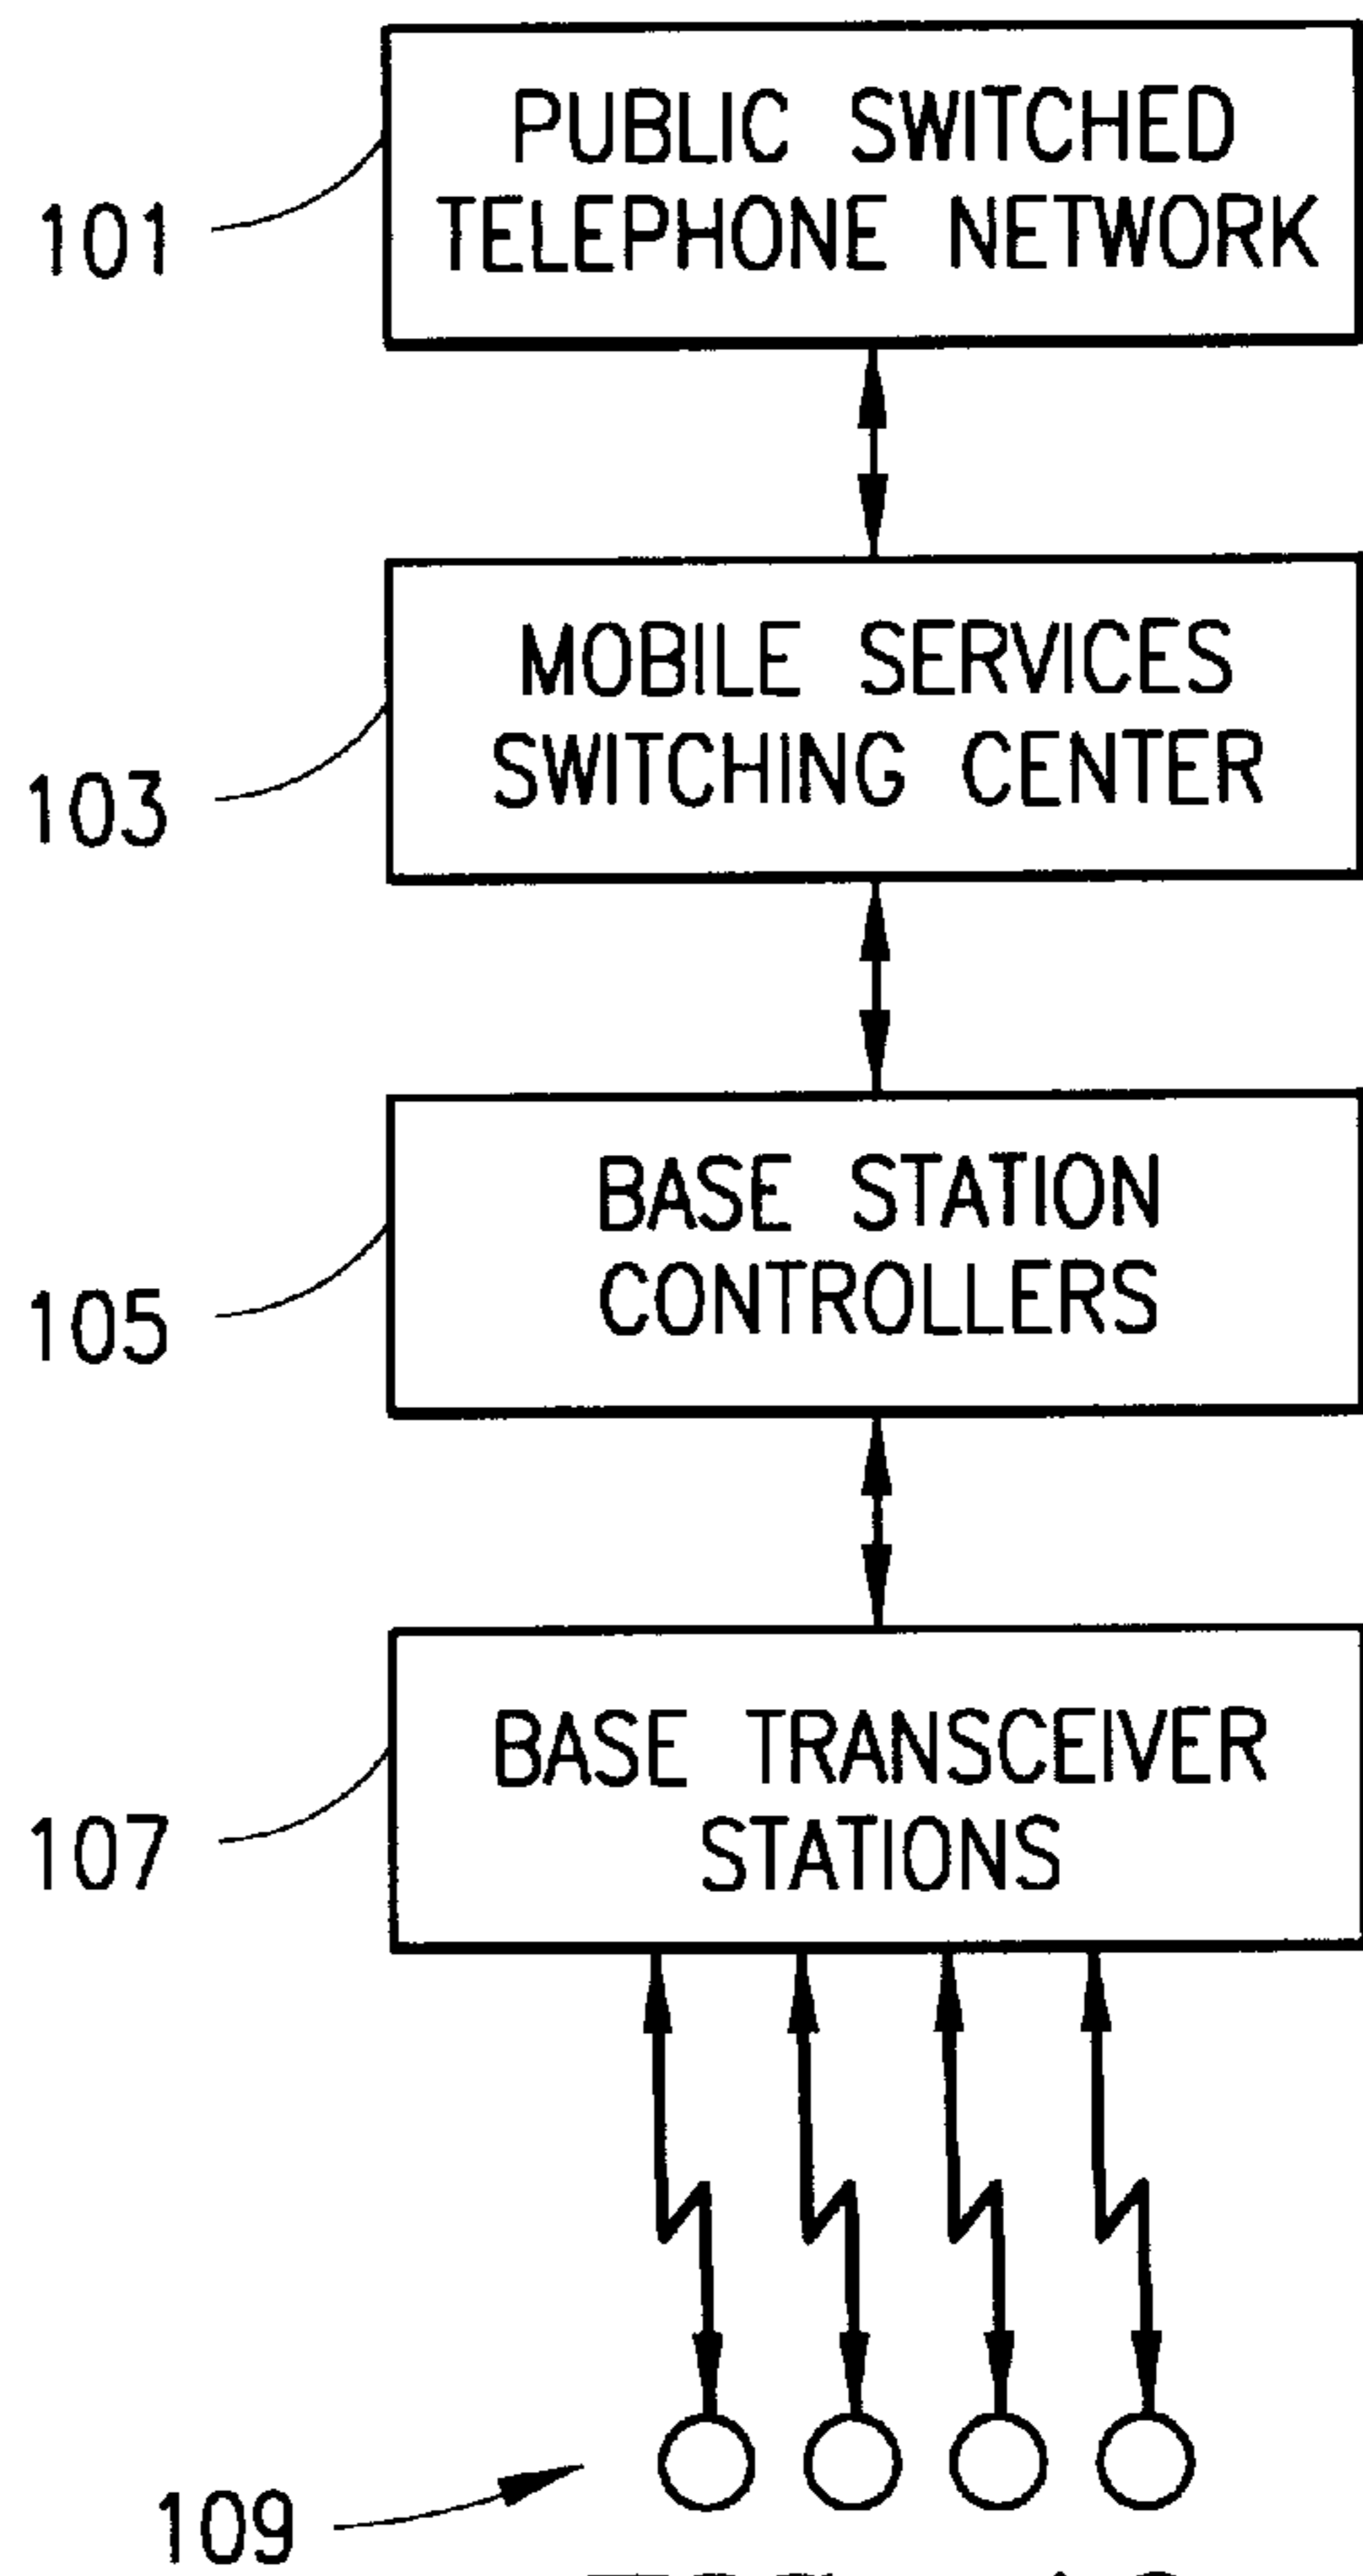 PUBLIC SWITCHED
TELEPHONE NETWORK
101
MOBILE SERVICES
SWITCHING CENTER
103
BASE STATION
CONTROLLERS
105
BASE TRANSCEIVER
STATIONS
107
109